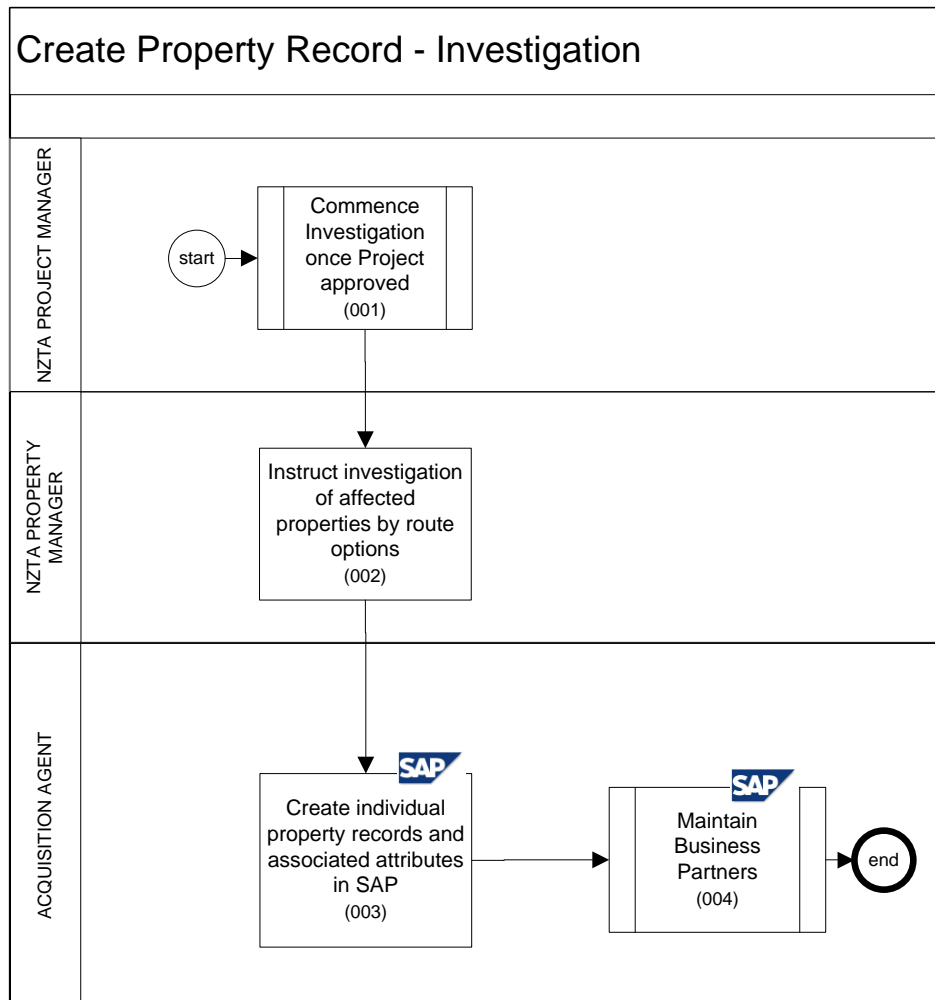 Create Property Record - Investigation
NZTA PROJECT MANAGER
start
Commence
Investigation
once Project
approved
(001)
NZTA PROPERTY
MANAGER
Instruct investigation
of affected
properties by route
options
(002)
ACQUISITION AGENT
SAP
Create individual
property records and
associated attributes
in SAP
(003)
SAP
Maintain
Business
Partners
(004)
end